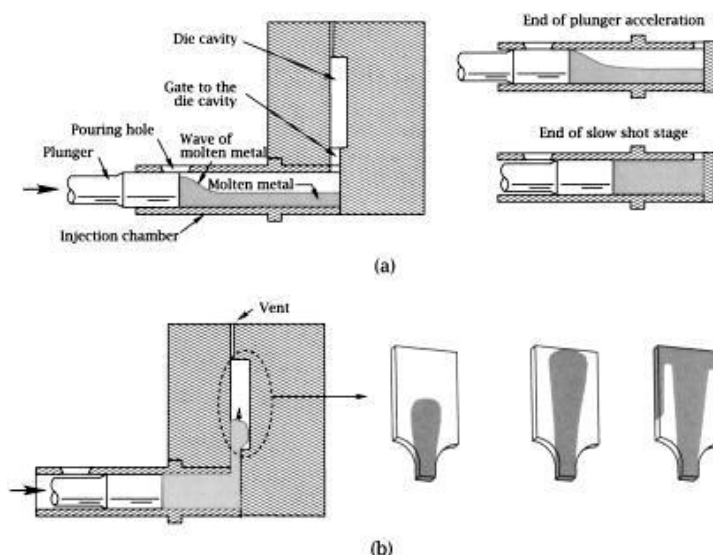 End of plunger acceleration
Die cavity
Gate to the
die cavity
Pouring hole
Wave of
molten metal
Plunger
Molten metal
End of slow shot stage
Injection chamber
(a)
Vent
(b)